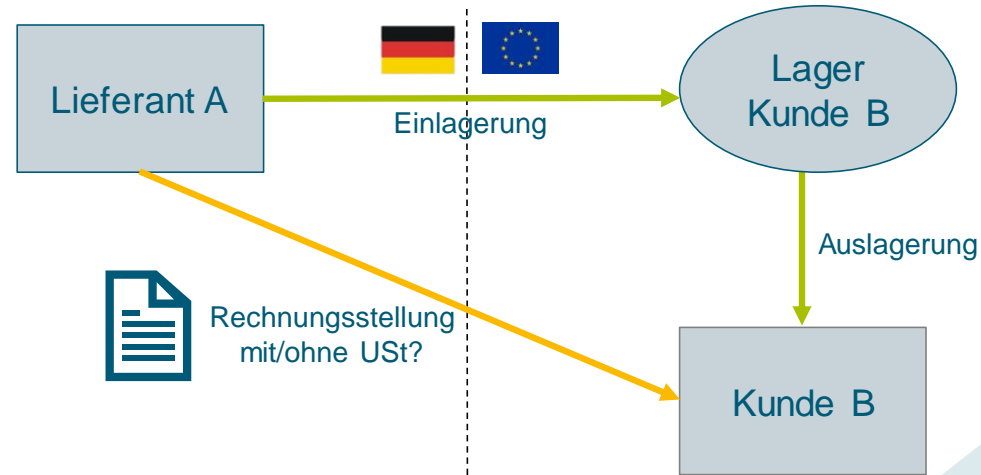 Lieferant A
Einlagerung
Lager
Kunde B
Auslagerung
Rechnungsstellung
mit/ohne USt?
Kunde B